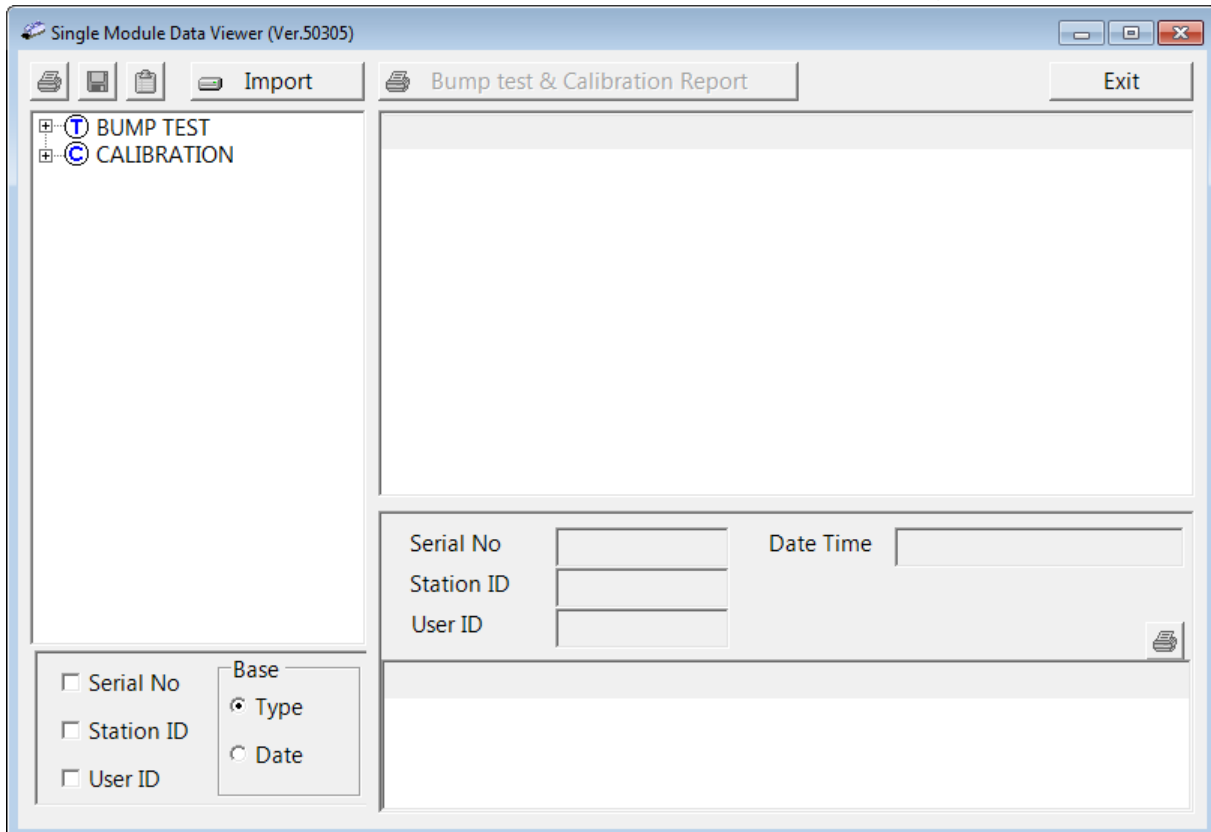 Single Module Data Viewer (Ver.50305)
Import
Bump test & Calibration Report
Exit
T BUMP TEST
C CALIBRATION
Serial No
Date Time
Station ID
User ID
Serial No
Station ID
User ID
Base
Type
Date